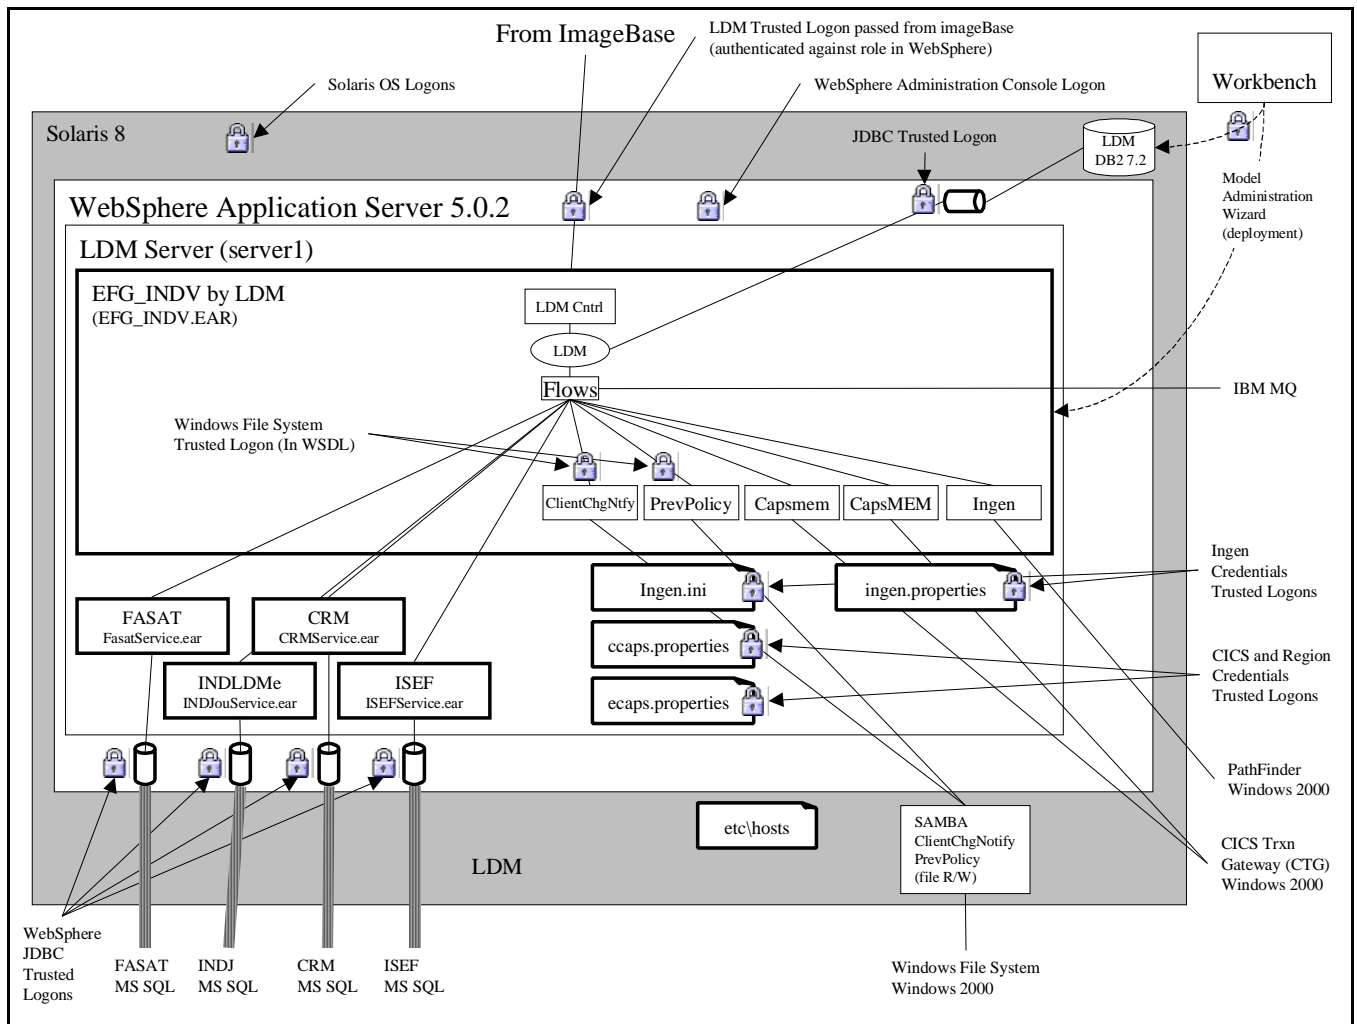 From ImageBase
LDM Trusted Logon passed from imageBase
(authenticated against role in WebSphere)
Workbench
Solaris OS Logons
WebSphere Administration Console Logon
Solaris 8
JDBC Trusted Logon
LDM
DB2 7.2
Model
Administration
Wizard
(deployment)
WebSphere Application Server 5.0.2
LDM Server (server1)
EFG_INDV by LDM
(EFG_INDV.EAR)
LDM Cntrl
LDM
Flows
IBM MQ
Windows File System
Trusted Logon (In WSDL)
ClientChgNtfy
PrevPolicy
Capsmem
CapsMEM
Ingen
Ingen
Credentials
Trusted Logons
Ingen.ini
ingen.properties
FASAT
FasatService.ear
CRM
CRMService.ear
ccaps.properties
CICS and Region
Credentials
Trusted Logons
INDLDMe
INDJouService.ear
ISEF
ISEFService.ear
ecaps.properties
PathFinder
Windows 2000
etc\hosts
SAMBA
ClientChgNotify
PrevPolicy
(file R/W)
CICS Trxn
Gateway (CTG)
Windows 2000
LDM
WebSphere
JDBC
Trusted
Logons
FASAT
MS SQL
INDJ
MS SQL
CRM
MS SQL
ISEF
MS SQL
Windows File System
Windows 2000